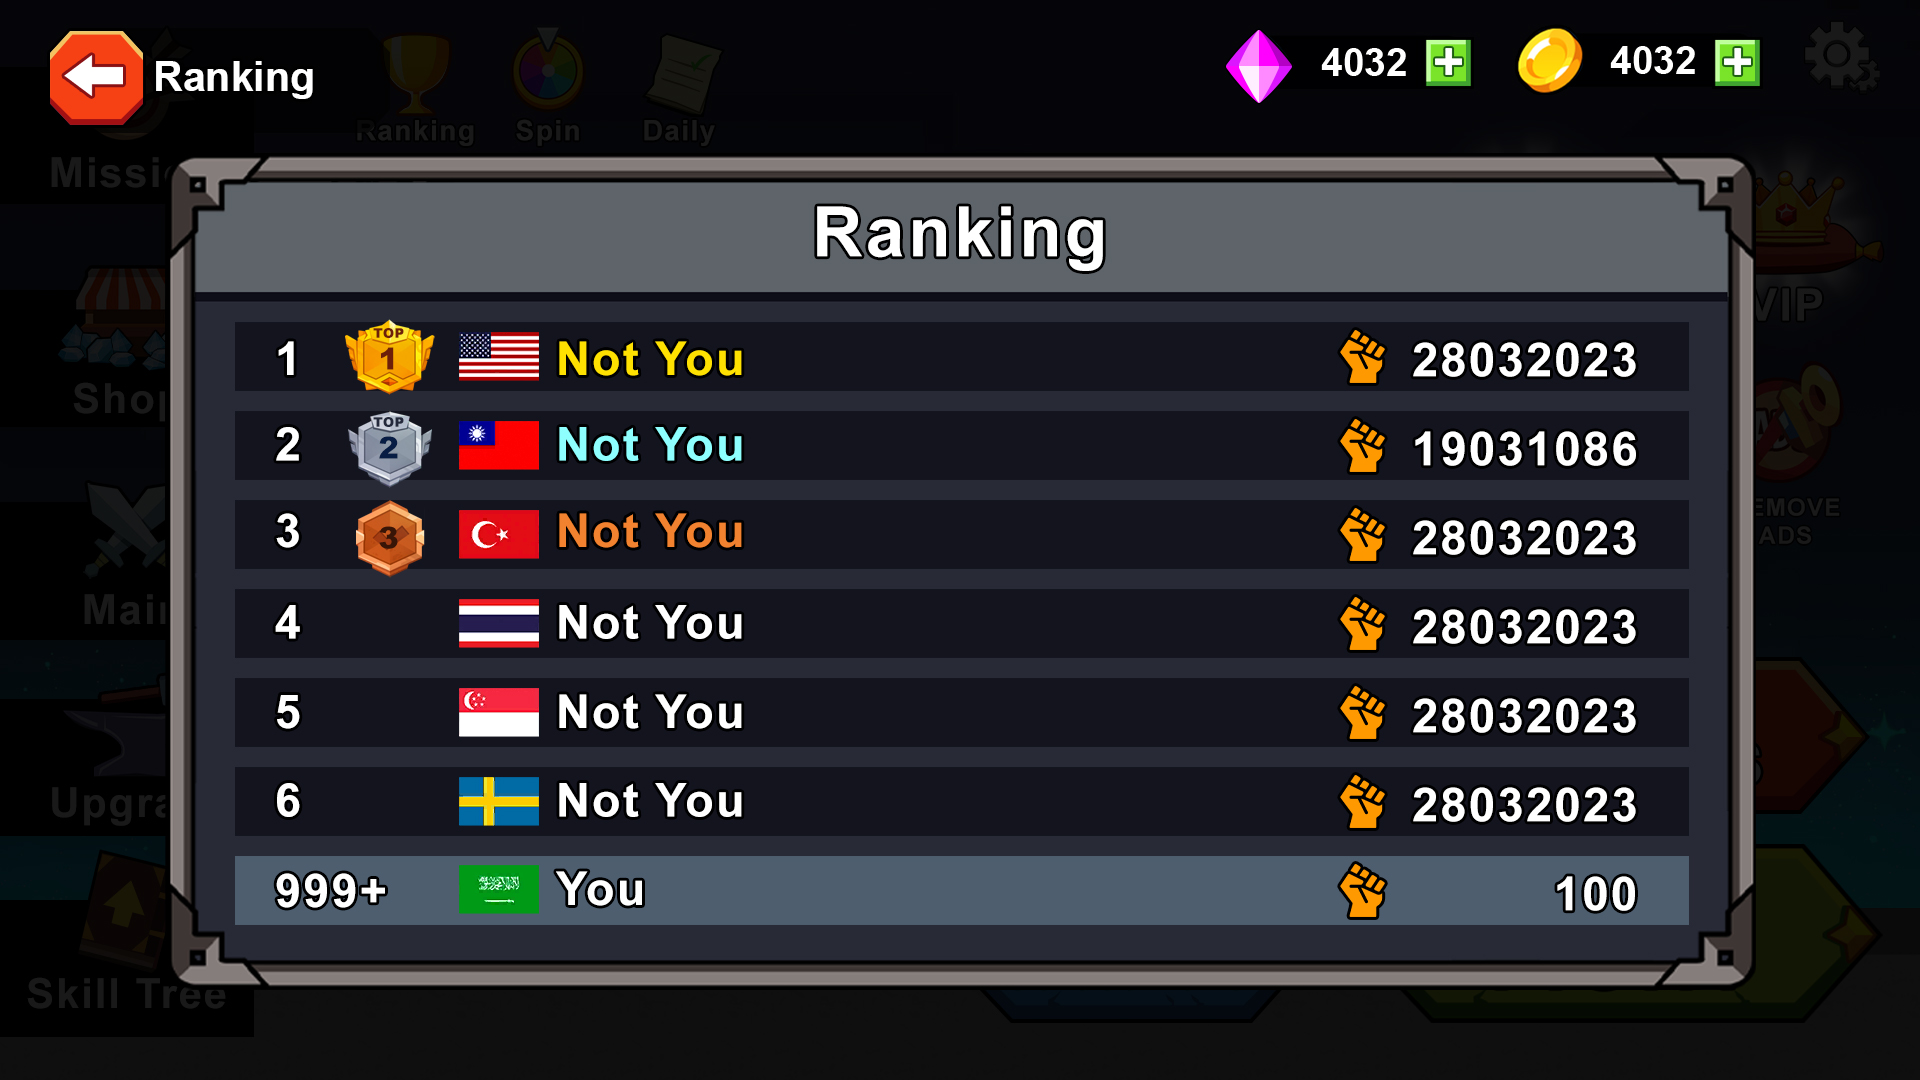 Ranking
4032
4032
Ranking
Spin
Daily
Missi
Ranking
VIP
1
TOP
1
Not You
28032023
Shop
2
TOP
2
Not You
19031086
3
3
Not You
28032023
EMOVE
ADS
4
Not You
28032023
Main
5
Not You
28032023
6
Not You
28032023
Upgra
999+
You
100
Skill Tree